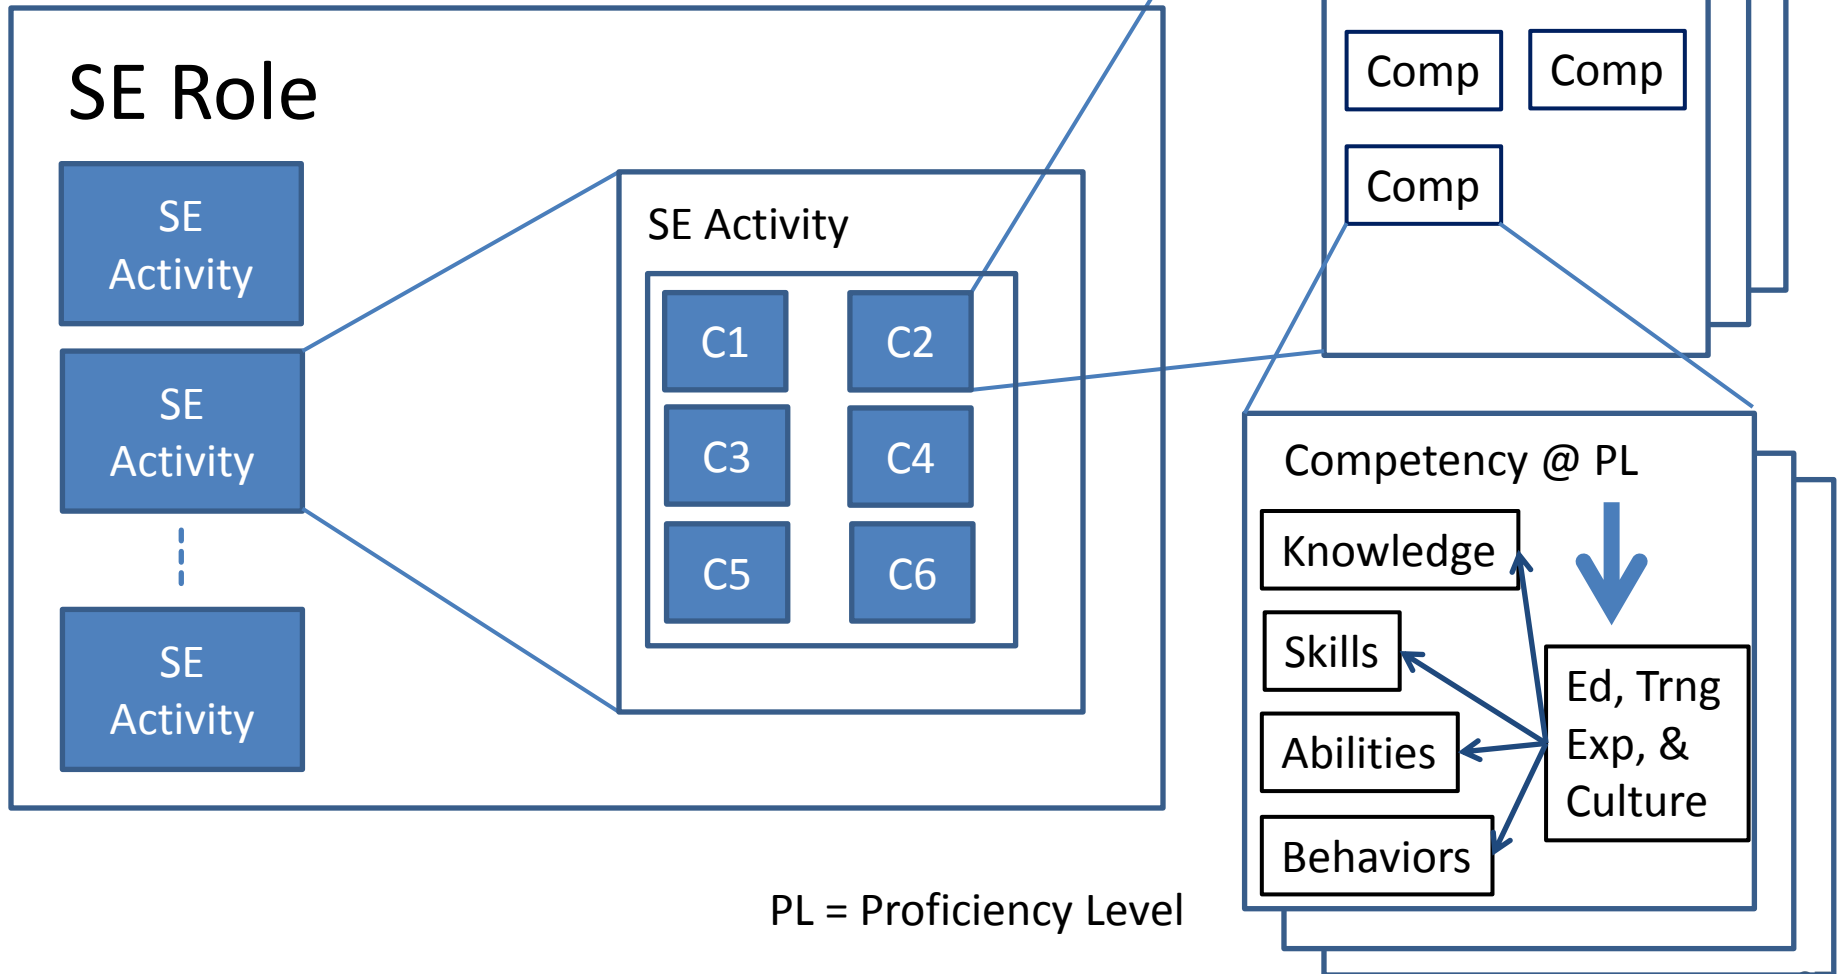 SE Role
SE
Activity
SE
Activity
SE
Activity
SE Activity
C1
C2
C3
C4
C5
C6
Comp
Comp
Comp
Competency @ PL
Knowledge
Skills
Abilities
Behaviors
Ed, Trng
Exp, &
Culture
PL = Proficiency Level